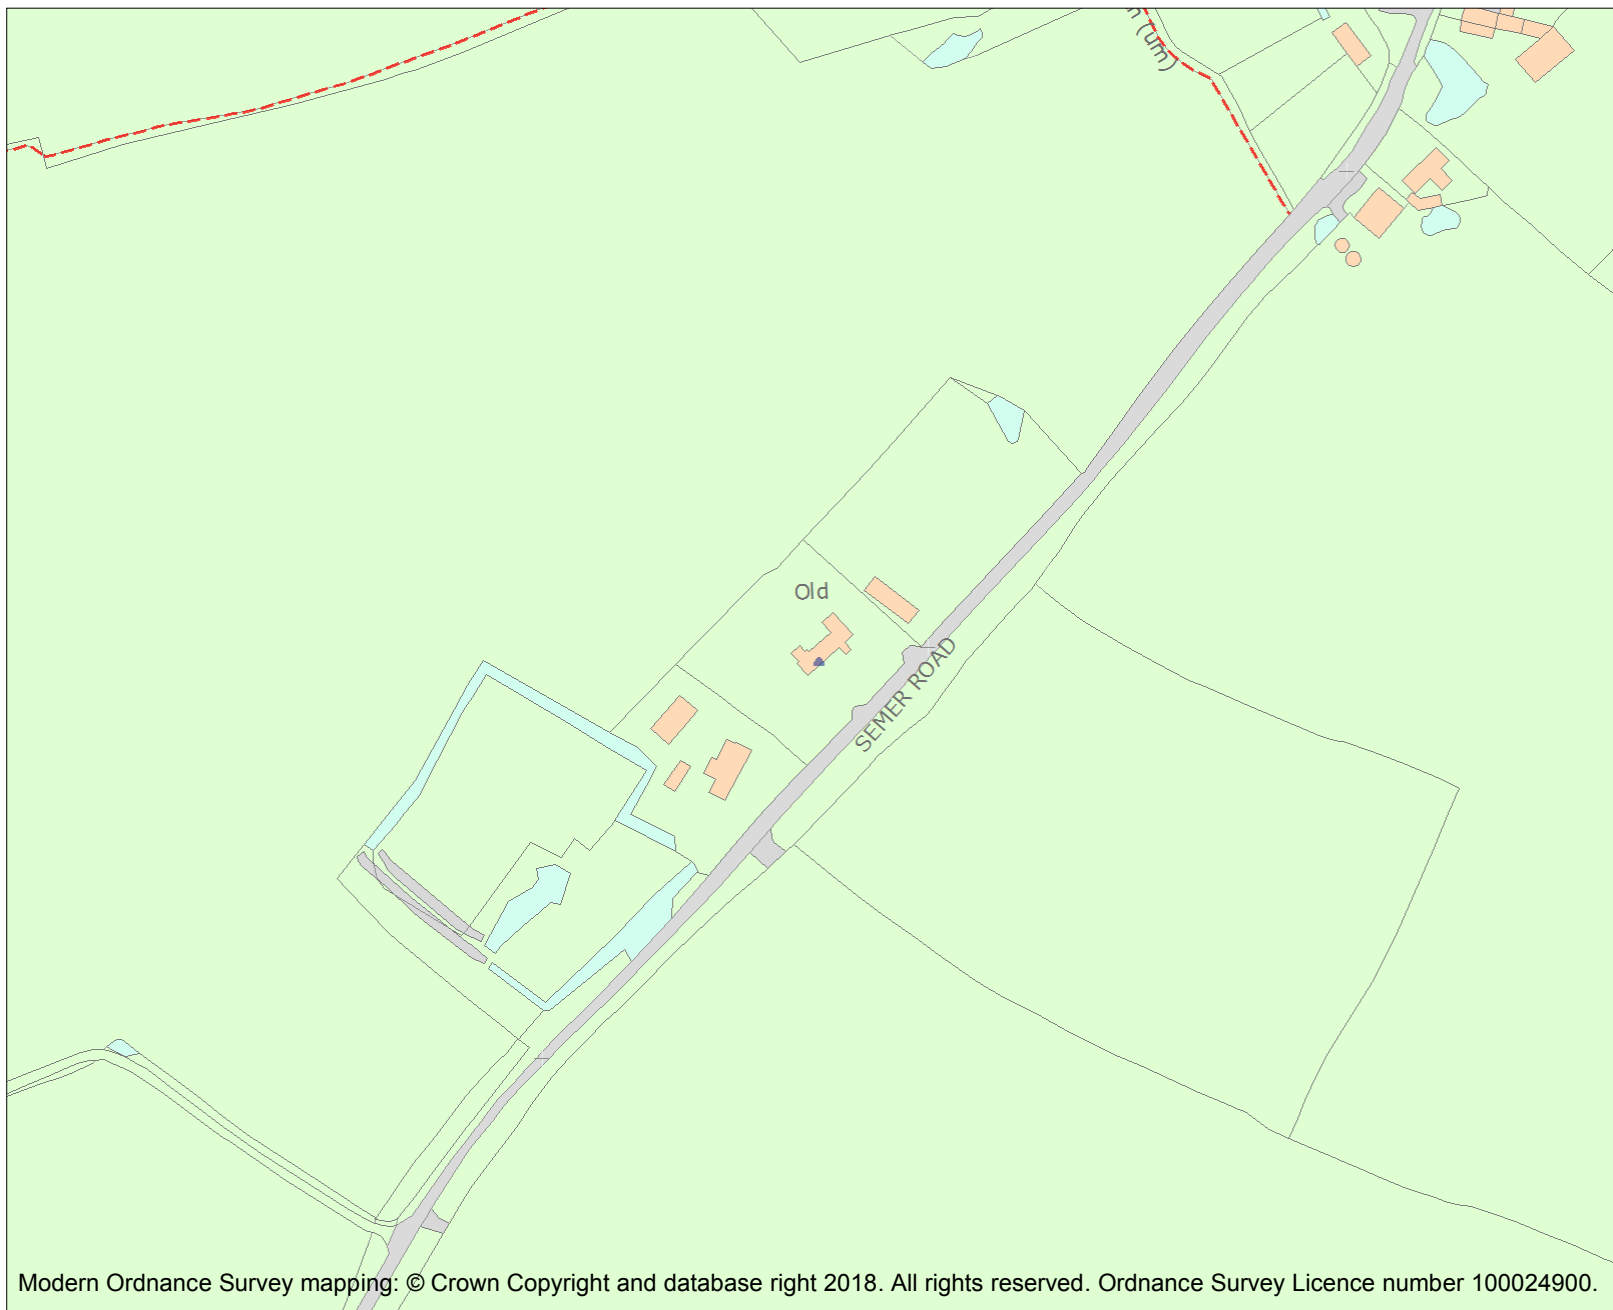 n (um)
Old
SEMER ROAD
Modern Ordnance Survey mapping: © Crown Copyright and database right 2018. All rights reserved. Ordnance Survey Licence number 100024900.